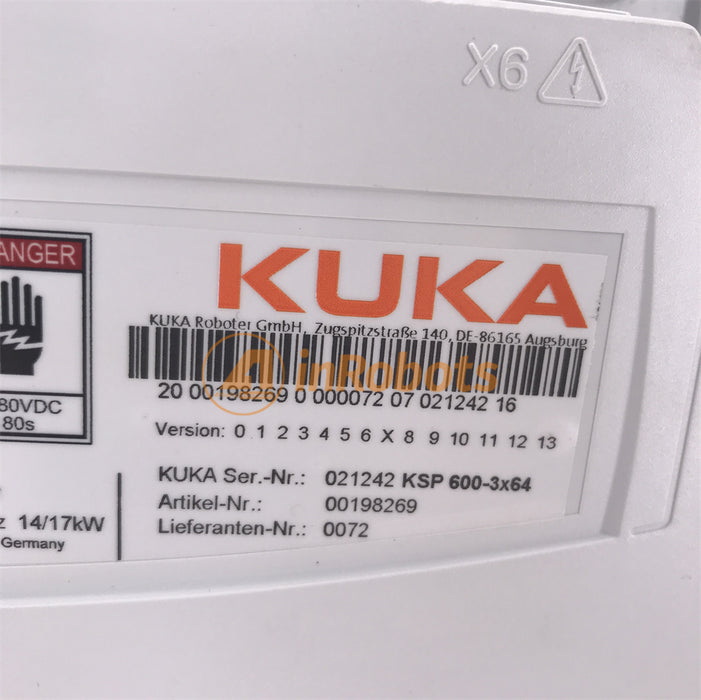 X6
ANGER
KUKA
KUKA Roboter GmbH, Zugspitzstraße 140, DE-86165 Augsburg
inRobots
20 00198269 0 000072 07 021242 16
80VDC
80s
Version: 0 1 2 3 4 5 6 X 8 9 10 11 12 13
KUKA Ser.-Nr.: 021242 KSP 600-3x64
Artikel-Nr.: 00198269
z 14/17kW
Lieferanten-Nr.: 0072
Germany